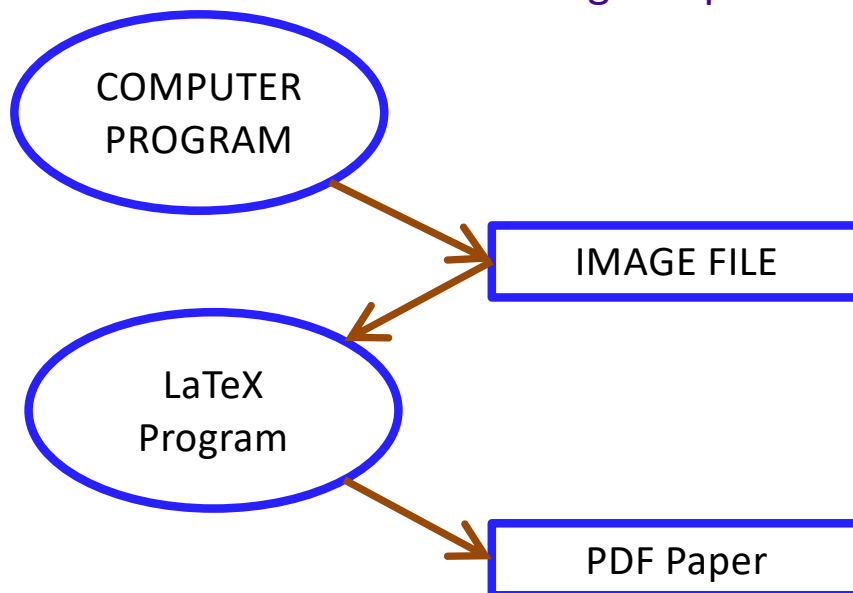 COMPUTER
PROGRAM
IMAGE FILE
LaTeX
Program
PDF Paper